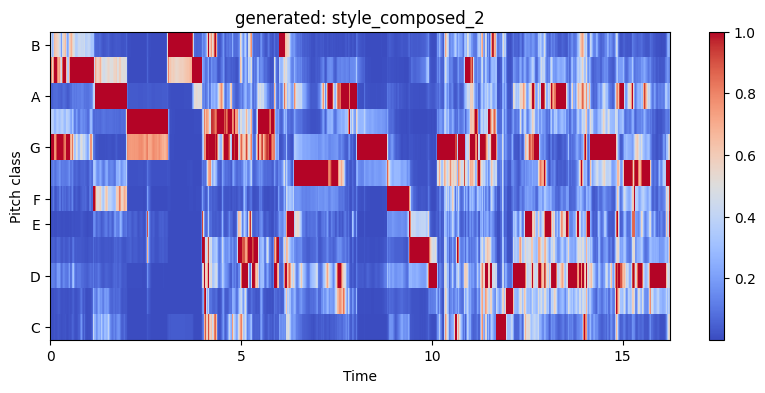 generated: style_composed_2
B
A
G
F
E
D
C
Pitch class
0
5
10
15
Time
1.0
0.8
0.6
0.4
0.2